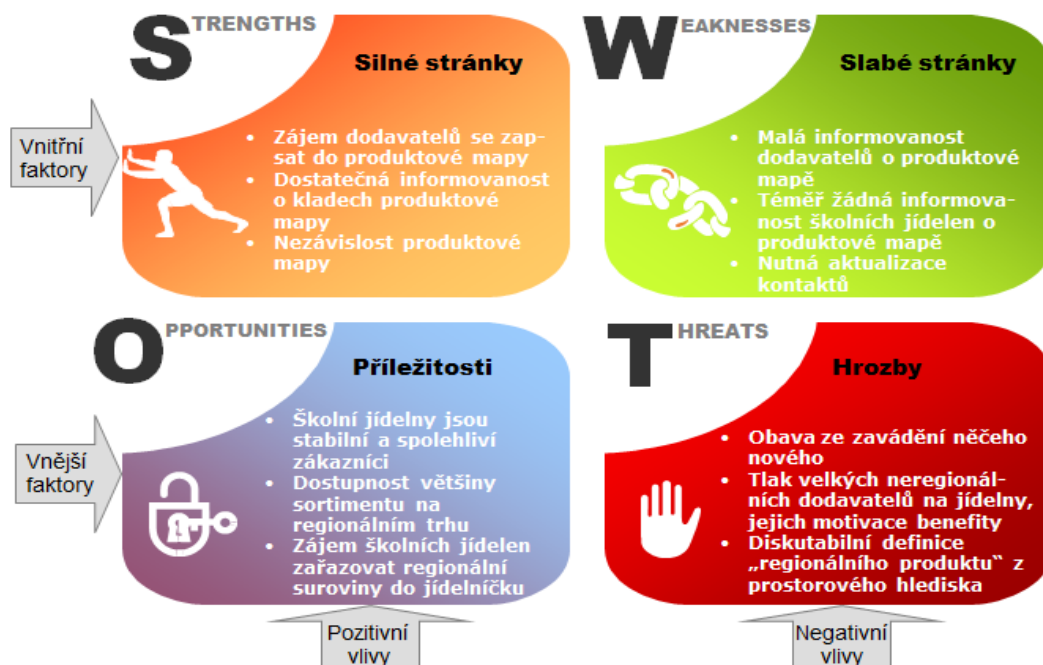 STRENGTHS
Silné stránky
Vnitřní
faktory
• Zájem dodavatelů se zap-
sat do produktové mapy
• Dostatečná informovanost
o kladech produktové
mapy
• Nezávislost produktové
mapy
WEAKNESSES
Slabé stránky
• Malá informovanost
dodavatelů o produktové
mapě
• Téměř žádná informova-
nost školních jídelen o
produktové mapě
• Nutná aktualizace
kontaktů
OPPORTUNITIES
Příležitosti
Vnější
faktory
• Školní jídelny jsou
stabilní a spolehliví
zákazníci
• Dostupnost většiny
sortimentu na
regionálním trhu
• Zájem školních jídelen
zařazovat regionální
suroviny do jídelníčku
THREATS
Hrozby
• Obava ze zavádění něčeho
nového
• Tlak velkých neregionál-
ních dodavatelů na jídelny,
jejich motivace benefity
• Diskutabilní definice
„regionálního produktu“ z
prostorového hlediska
Pozitivní
vlivy
Negativní
vlivy